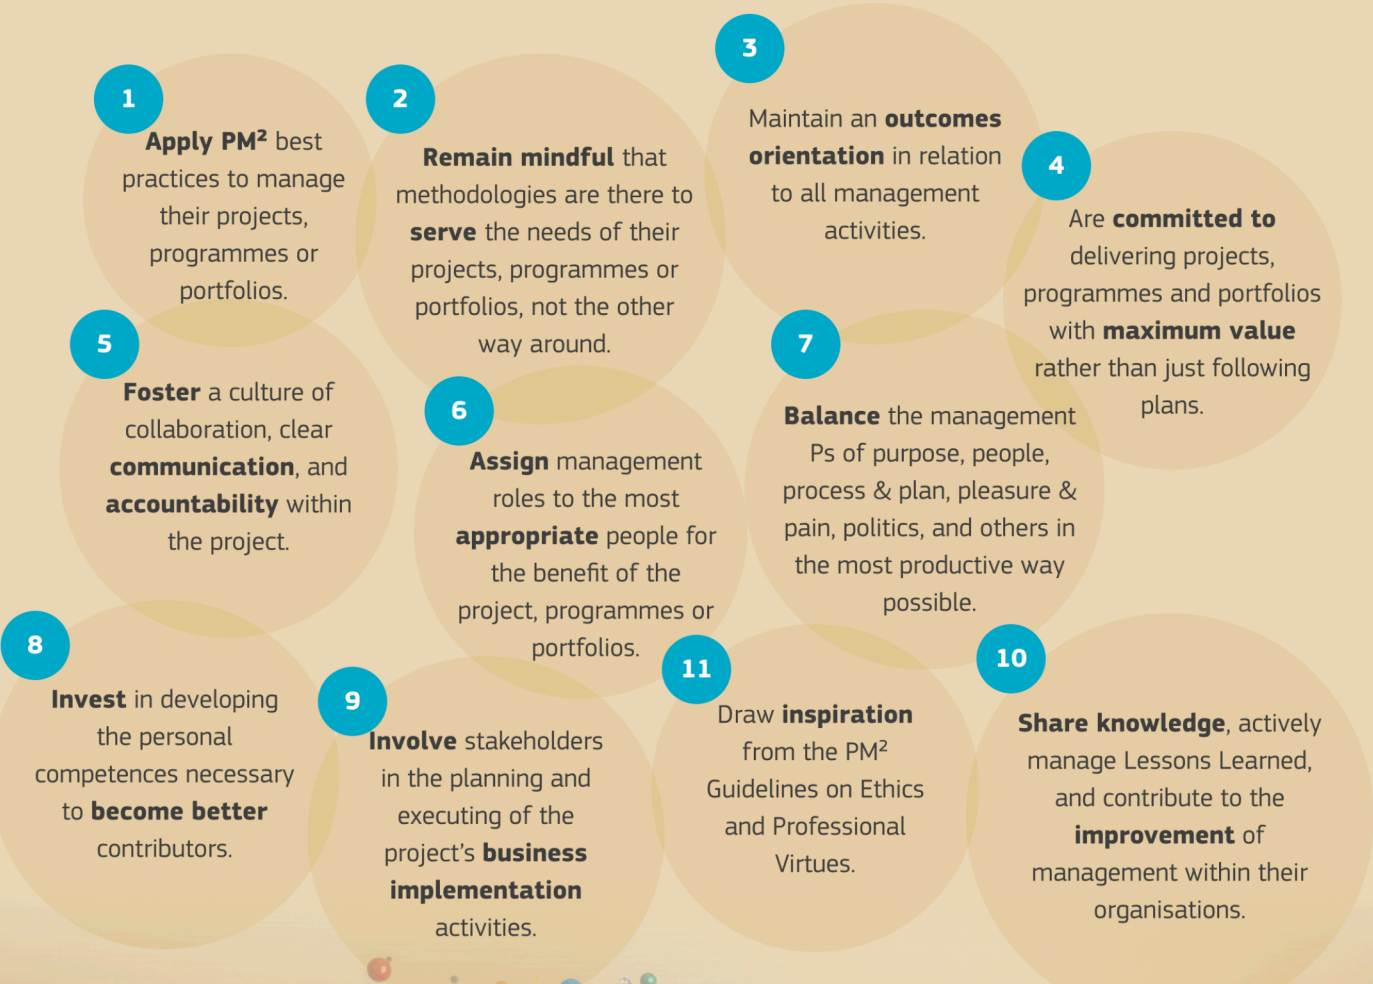 1
Apply PM² best
practices to manage
their projects,
programmes or
portfolios.
2
Remain mindful that
methodologies are there to
serve the needs of their
projects, programmes or
portfolios, not the other
way around.
3
Maintain an outcomes
orientation in relation
to all management
activities.
4
Are committed to
delivering projects,
programmes and portfolios
with maximum value
rather than just following
plans.
5
Foster a culture of
collaboration, clear
communication, and
accountability within
the project.
6
Assign management
roles to the most
appropriate people for
the benefit of the
project, programmes or
portfolios.
7
Balance the management
Ps of purpose, people,
process & plan, pleasure &
pain, politics, and others in
the most productive way
possible.
8
Invest in developing
the personal
competences necessary
to become better
contributors.
9
Involve stakeholders
in the planning and
executing of the
project’s business
implementation
activities.
11
Draw inspiration
from the PM²
Guidelines on Ethics
and Professional
Virtues.
10
Share knowledge, actively
manage Lessons Learned,
and contribute to the
improvement of
management within their
organisations.